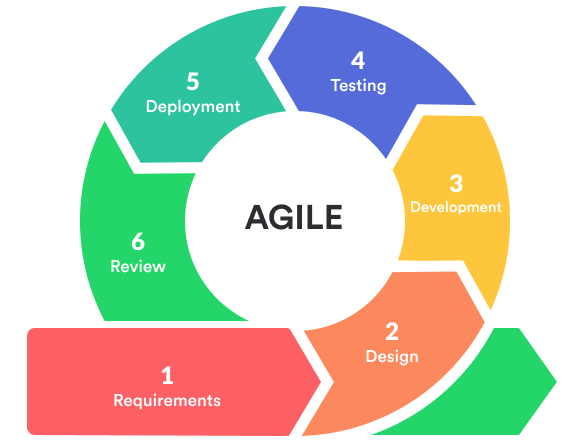 AGILE
1
Requirements
2
Design
3
Development
4
Testing
5
Deployment
6
Review